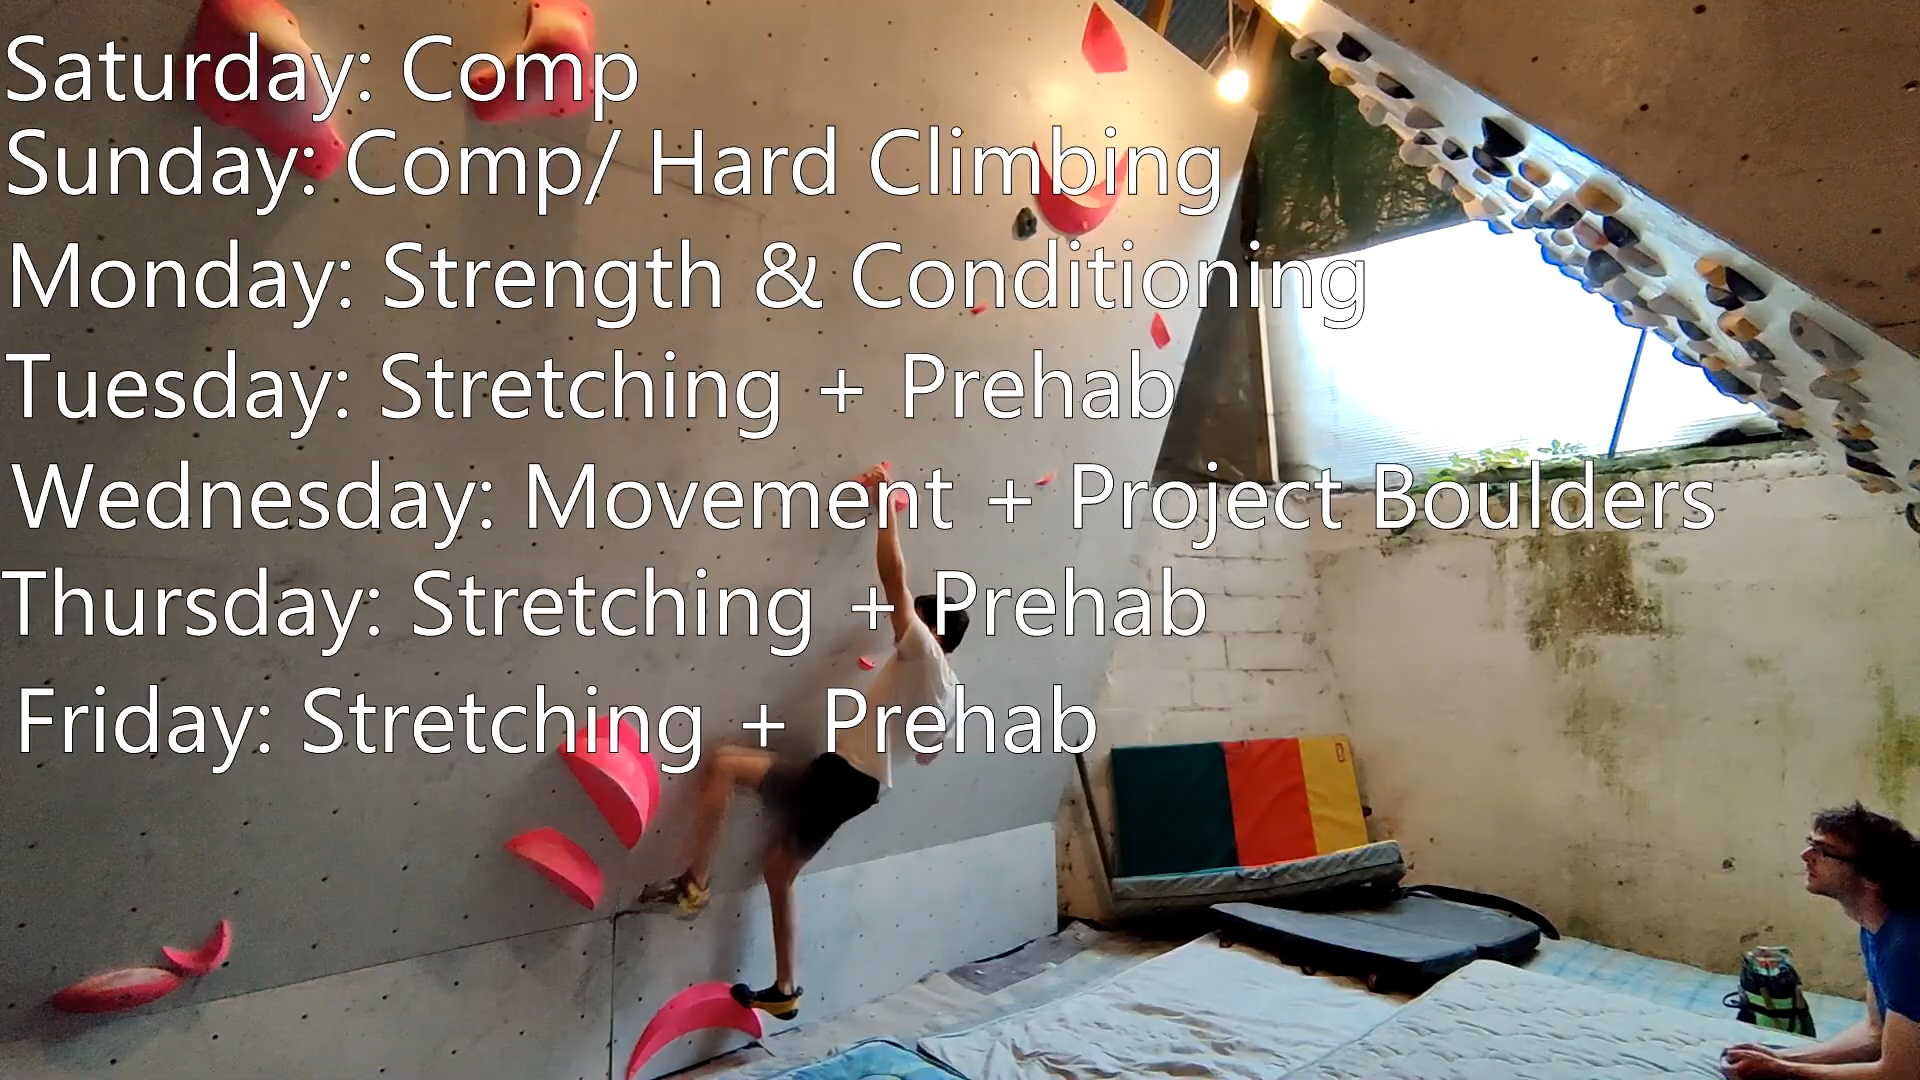 Saturday: Comp
Sunday: Comp/ Hard Climbing
Monday: Strength & Conditioning
Tuesday: Stretching + Prehab
Wednesday: Movement + Project Boulders
Thursday: Stretching + Prehab
Friday: Stretching + Prehab